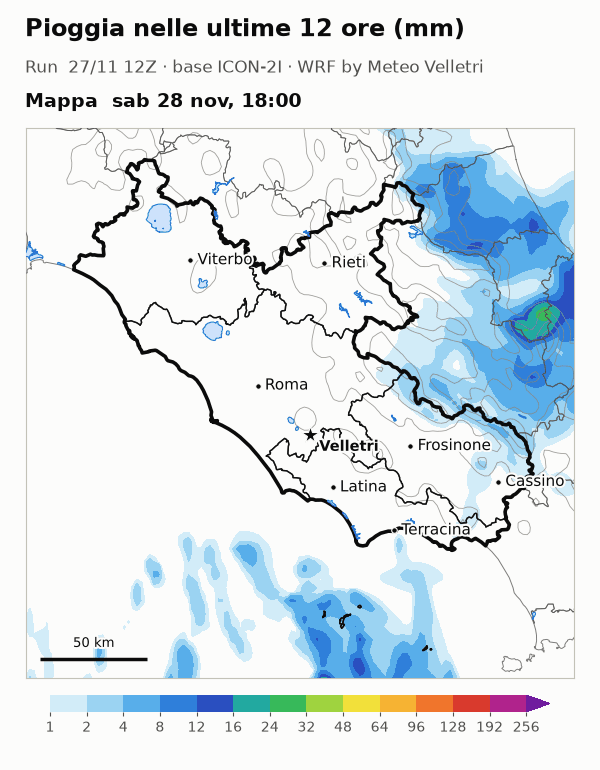 Pioggia nelle ultime 12 ore (mm)
Run  27/11 12Z · base ICON-2I · WRF by Meteo Velletri
Mappa  sab 28 nov, 18:00
Viterbo
Rieti
Roma
Velletri
Frosinone
Latina
Cassino
Terracina
50 km
1 2 4 8 12 16 24 32 48 64 96 128 192 256